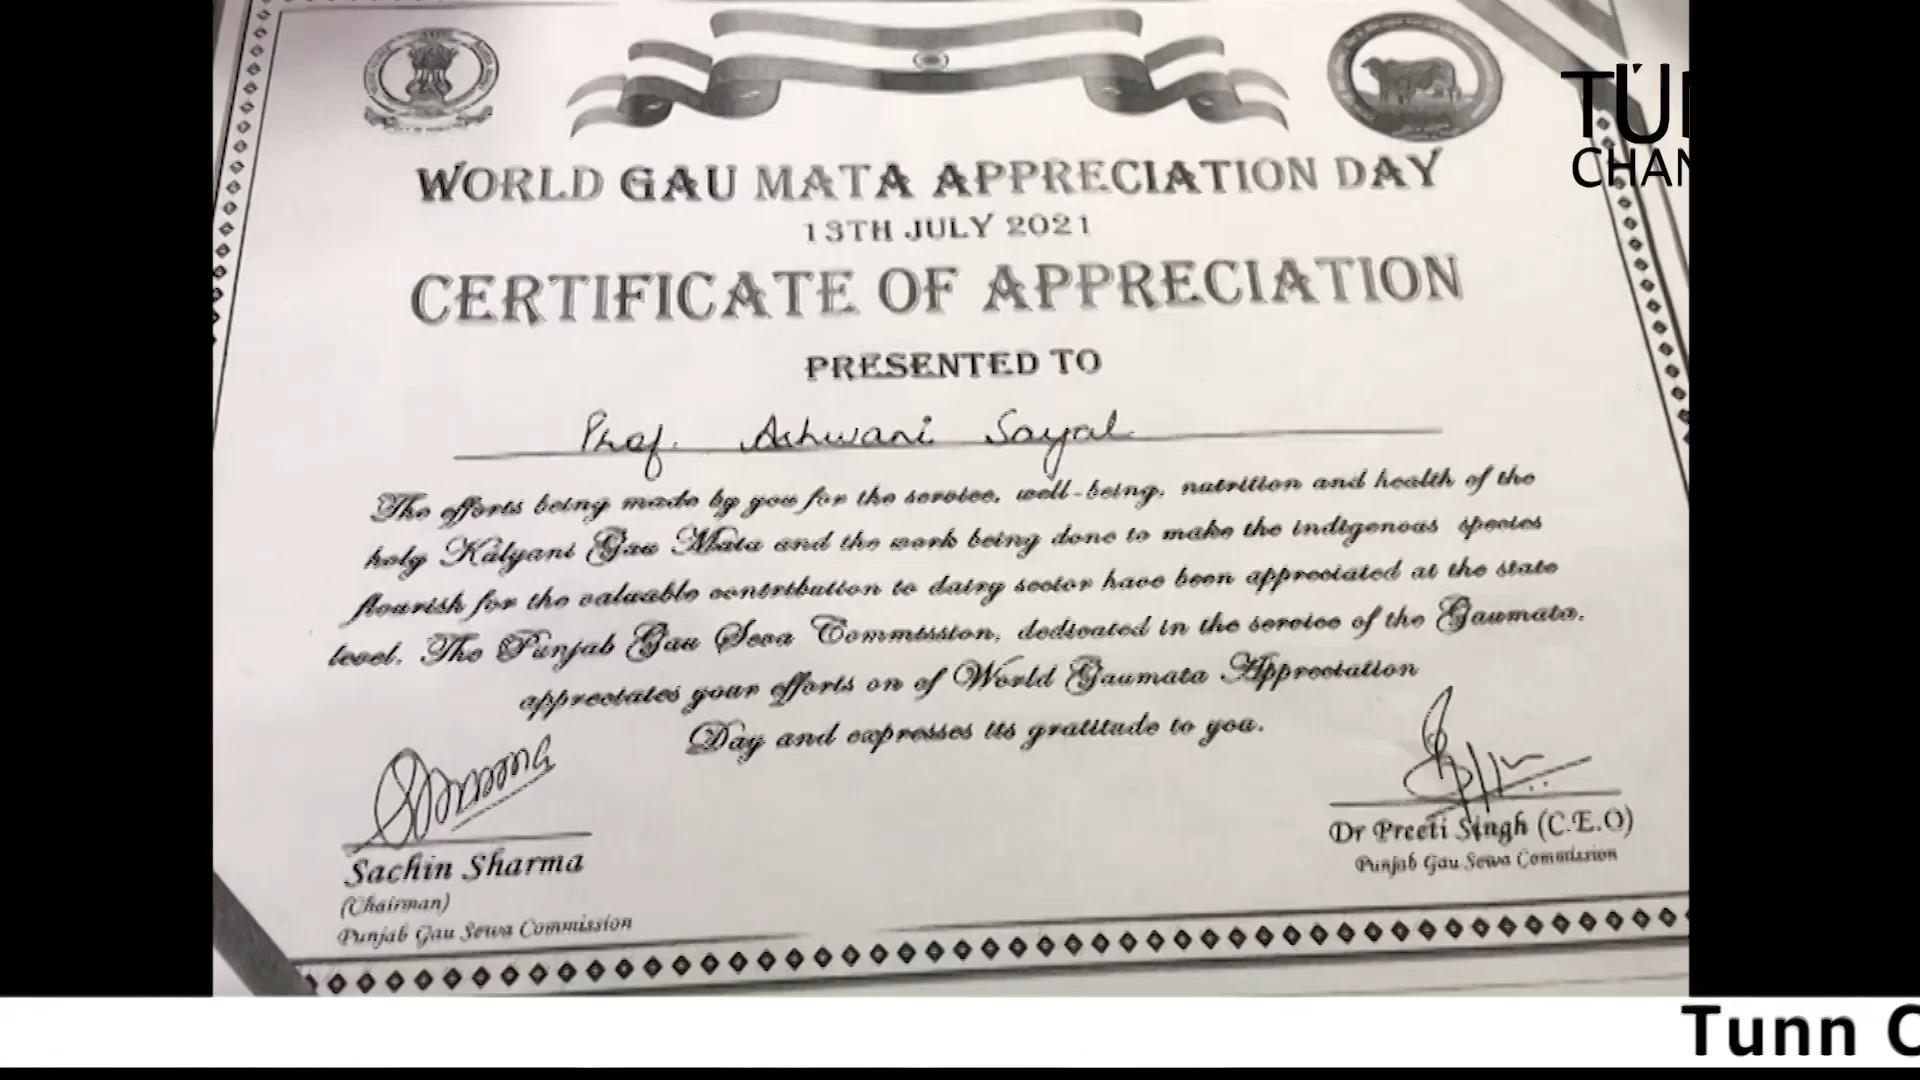 TUN
CHAN
WORLD GAU MATA APPRECIATION DAY
13TH JULY 2021
CERTIFICATE OF APPRECIATION
PRESENTED TO
Prof. Ashwani Sayal
The efforts being made by you for the service, well-being, nutrition and health of the
holy Kalyani Gau Mata and the work being done to make the indigenous species
flourish for the valuable contribution to dairy sector have been appreciated at the state
level. The Punjab Gau Seva Commission, dedicated in the service of the Gaumata,
appreciates your efforts on of World Gaumata Appreciation
Day and expresses its gratitude to you.
Sachin Sharma
(Chairman)
Punjab Gau Sewa Commission
Dr Preeti Singh (C.E.O)
Punjab Gau Sewa Commission
Tunn C